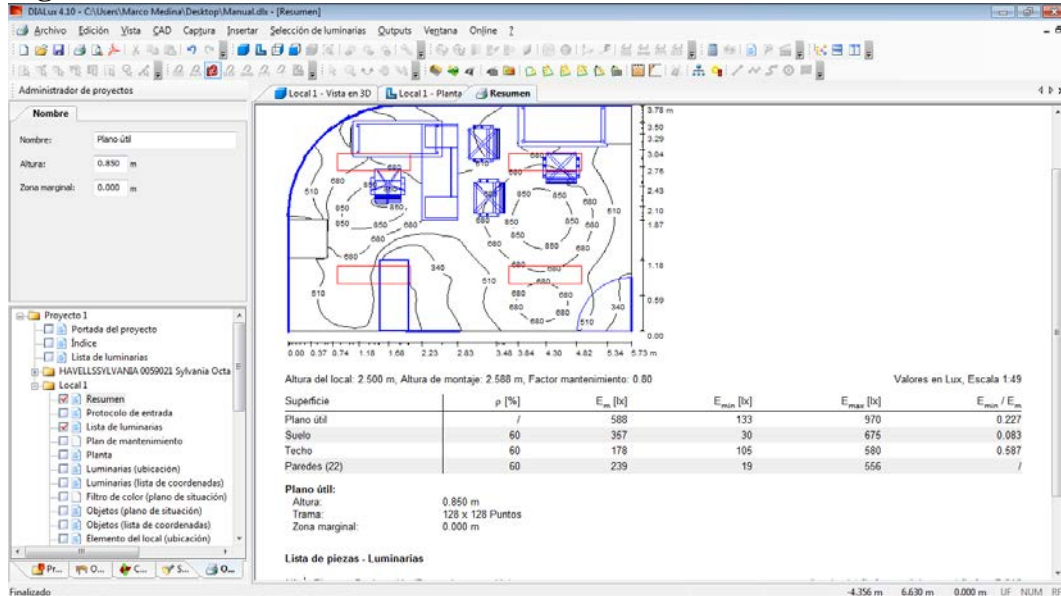 DIALux 4.10 - C:\Users\Marco Medina\Desktop\Manual.dlx - [Resumen]
Archivo Edición Vista CAD Captura Insertar Selección de luminarias Outputs Ventana Online ?
Administrador de proyectos
Local 1 - Vista en 3D Local 1 - Planta Resumen
Nombre
Nombre: Plano útil
Altura: 0.850 m
Zona marginal: 0.000 m
3.78 m
3.50
3.29
3.04
2.76
2.43
2.10
1.87
1.18
0.59
0.00
0.00 0.37 0.74 1.18 1.68 2.23 2.83 3.48 3.84 4.30 4.82 5.34 5.73 m
Proyecto 1
Portada del proyecto
Índice
Lista de luminarias
HAVELLSSYLVANIA 0059021 Sylvania Octa
Local 1
Resumen
Protocolo de entrada
Lista de luminarias
Plan de mantenimiento
Planta
Luminarias (ubicación)
Luminarias (lista de coordenadas)
Filtro de color (plano de situación)
Objetos (plano de situación)
Objetos (lista de coordenadas)
Elemento del local (ubicación)
Pr... O... C... S... O...
Altura del local: 2.500 m, Altura de montaje: 2.588 m, Factor mantenimiento: 0.80 Valores en Lux, Escala 1:49
Superficie ρ [%] Em [lx] Emin [lx] Emax [lx] Emin / Em
Plano útil / 588 133 970 0.227
Suelo 60 357 30 675 0.083
Techo 60 178 105 580 0.587
Paredes (22) 60 239 19 556 /
Plano útil:
Altura: 0.850 m
Trama: 128 x 128 Puntos
Zona marginal: 0.000 m
Lista de piezas - Luminarias
Finalizado -4.356 m 6.630 m 0.000 m UF NUM